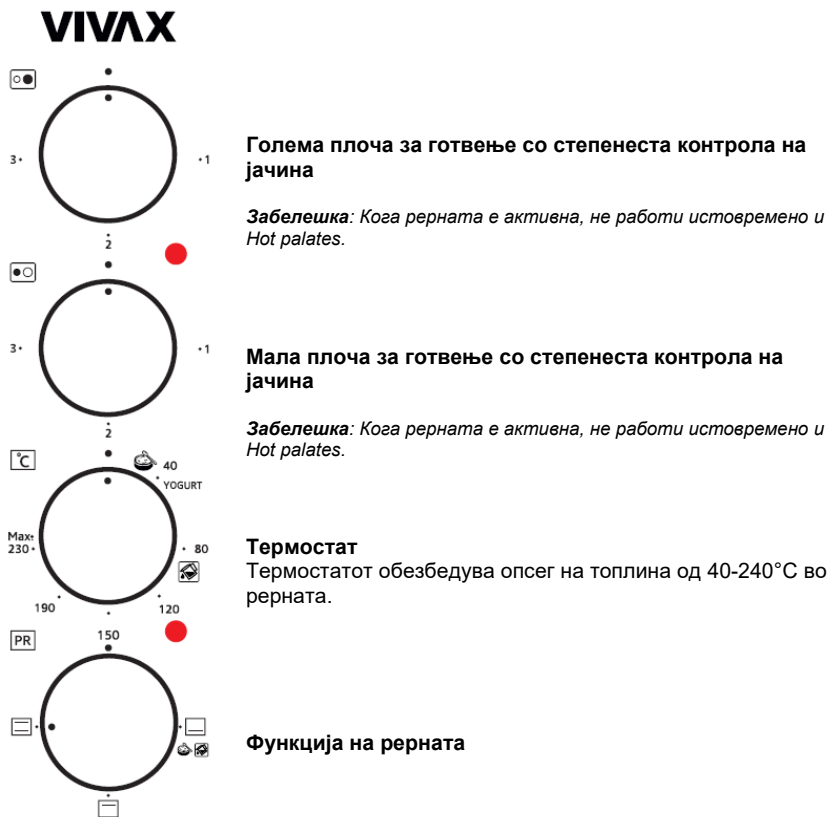 VIVAX
3
1
2
Голема плоча за готвење со степенеста контрола на
јачина
Забелешка: Кога рерната е активна, не работи истовремено и
Hot palates.
3
1
2
Мала плоча за готвење со степенеста контрола на
јачина
Забелешка: Кога рерната е активна, не работи истовремено и
Hot palates.
°C
40
YOGURT
Max:
230
80
190
120
150
Термостат
Термостатот обезбедува опсег на топлина од 40-240°C во
рерната.
PR
Функција на рерната